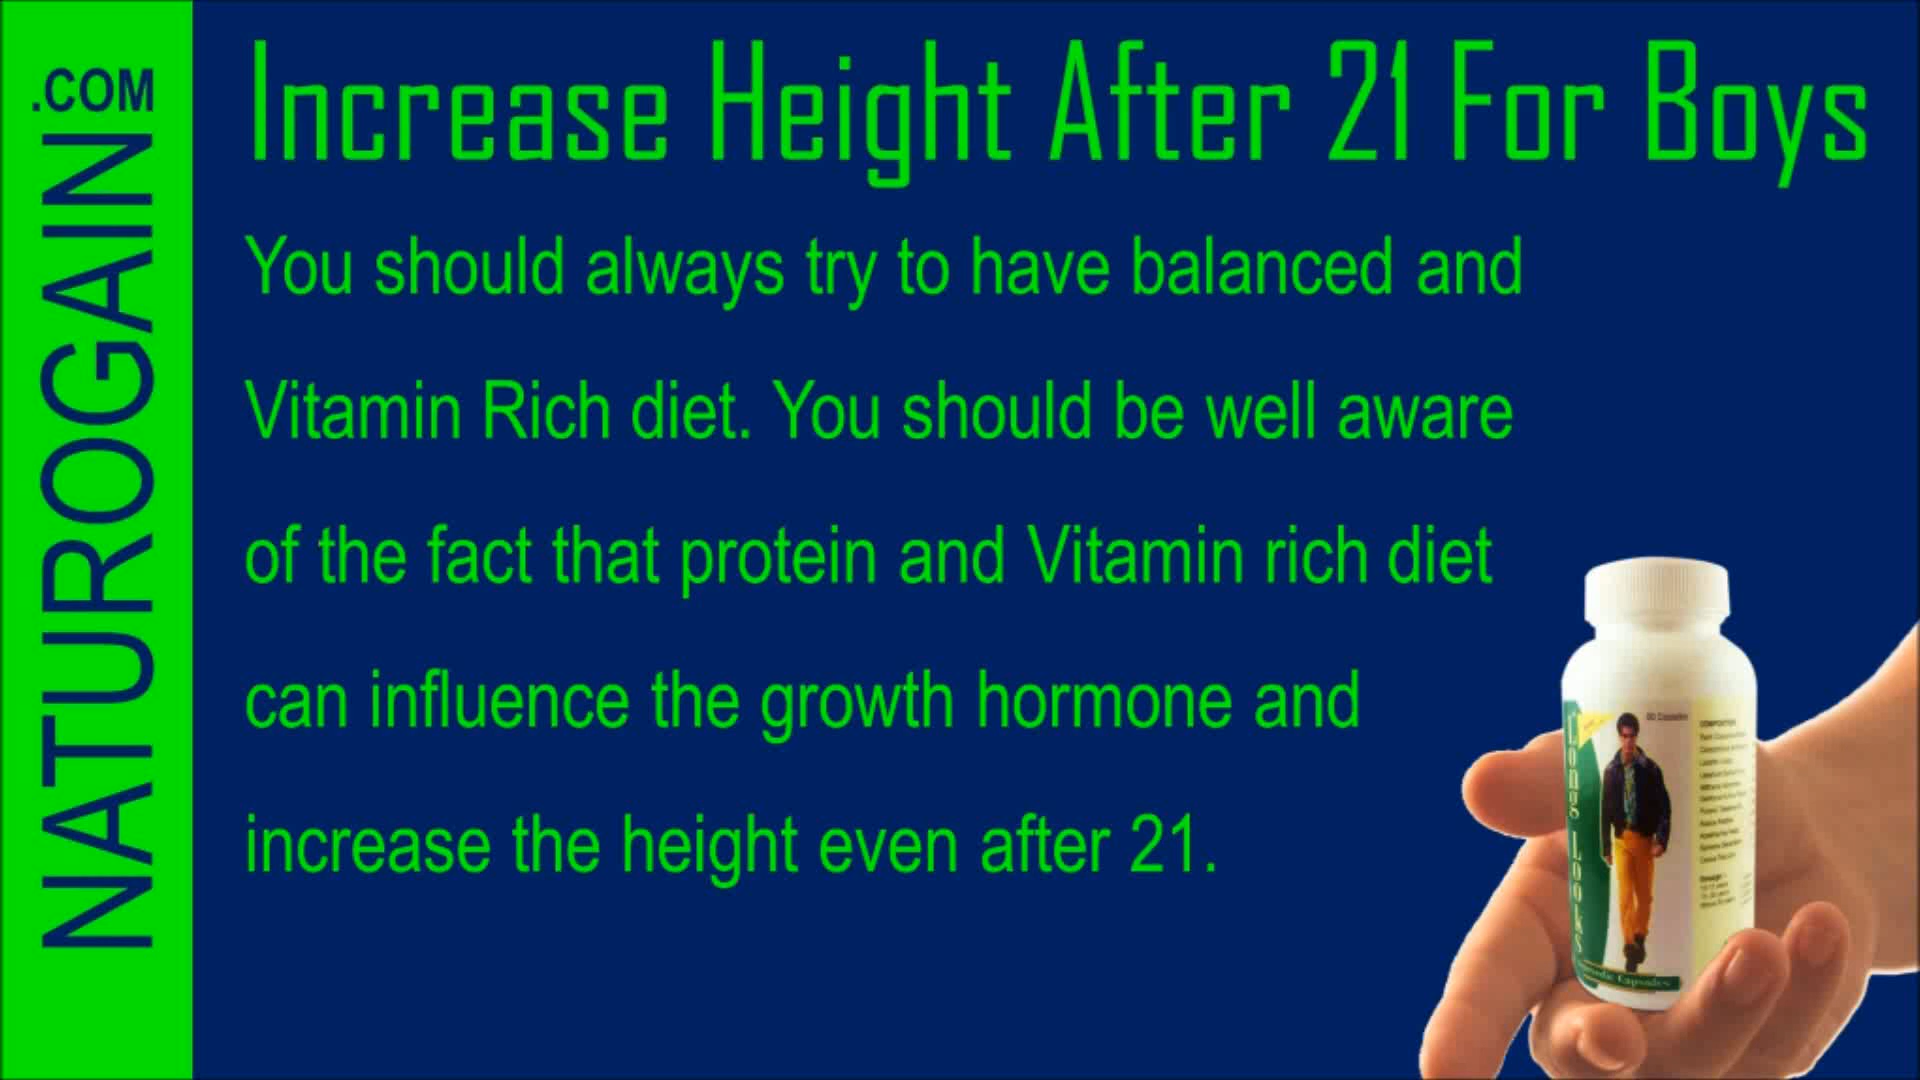 NATUROGAIN.COM
Increase Height After 21 For Boys
You should always try to have balanced and
Vitamin Rich diet. You should be well aware
of the fact that protein and Vitamin rich diet
can influence the growth hormone and
increase the height even after 21.
Long Looks
Capsules